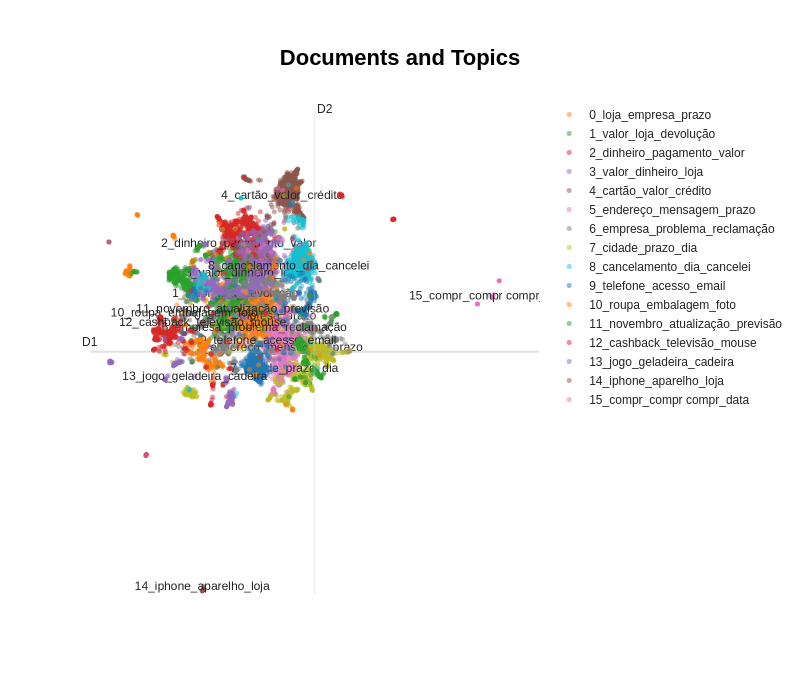 Documents and Topics
D2
4_cartão_valor_crédito
2_dinheiro_pagamento_valor
8_cancelamento_dia_cancelei
11_novembro_atualização_previsão
10_roupa_embalagem_foto
12_cashback_televisão_mouse
15_compr_compr compr_
D1
13_jogo_geladeira_cadeira
14_iphone_aparelho_loja
0_loja_empresa_prazo
1_valor_loja_devolução
2_dinheiro_pagamento_valor
3_valor_dinheiro_loja
4_cartão_valor_crédito
5_endereço_mensagem_prazo
6_empresa_problema_reclamação
7_cidade_prazo_dia
8_cancelamento_dia_cancelei
9_telefone_acesso_email
10_roupa_embalagem_foto
11_novembro_atualização_previsão
12_cashback_televisão_mouse
13_jogo_geladeira_cadeira
14_iphone_aparelho_loja
15_compr_compr compr_data